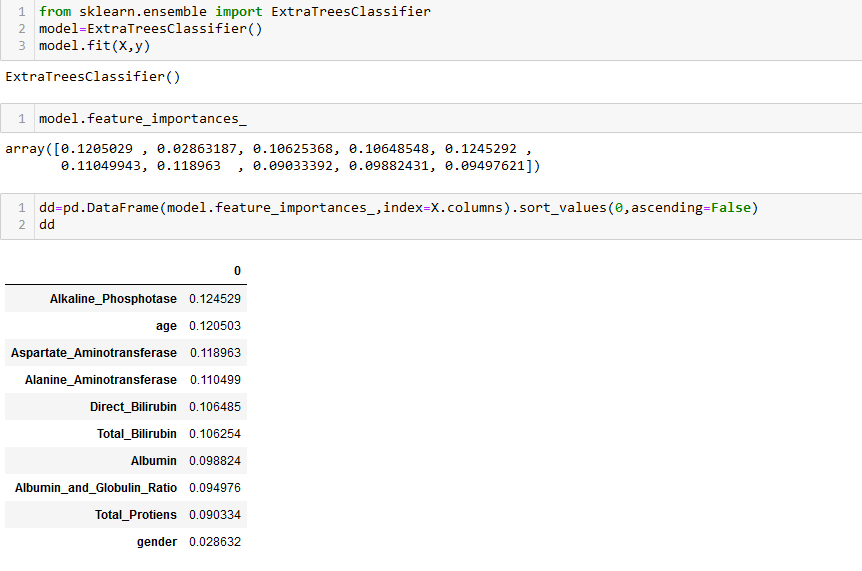 1 from sklearn.ensemble import ExtraTreesClassifier
2 model=ExtraTreesClassifier()
3 model.fit(X,y)
ExtraTreesClassifier()
1 model.feature_importances_
array([0.1205029 , 0.02863187, 0.10625368, 0.10648548, 0.1245292 ,
0.11049943, 0.118963  , 0.09033392, 0.09882431, 0.09497621])
1 dd=pd.DataFrame(model.feature_importances_,index=X.columns).sort_values(0,ascending=False)
2 dd
0
Alkaline_Phosphotase 0.124529
age 0.120503
Aspartate_Aminotransferase 0.118963
Alanine_Aminotransferase 0.110499
Direct_Bilirubin 0.106485
Total_Bilirubin 0.106254
Albumin 0.098824
Albumin_and_Globulin_Ratio 0.094976
Total_Protiens 0.090334
gender 0.028632